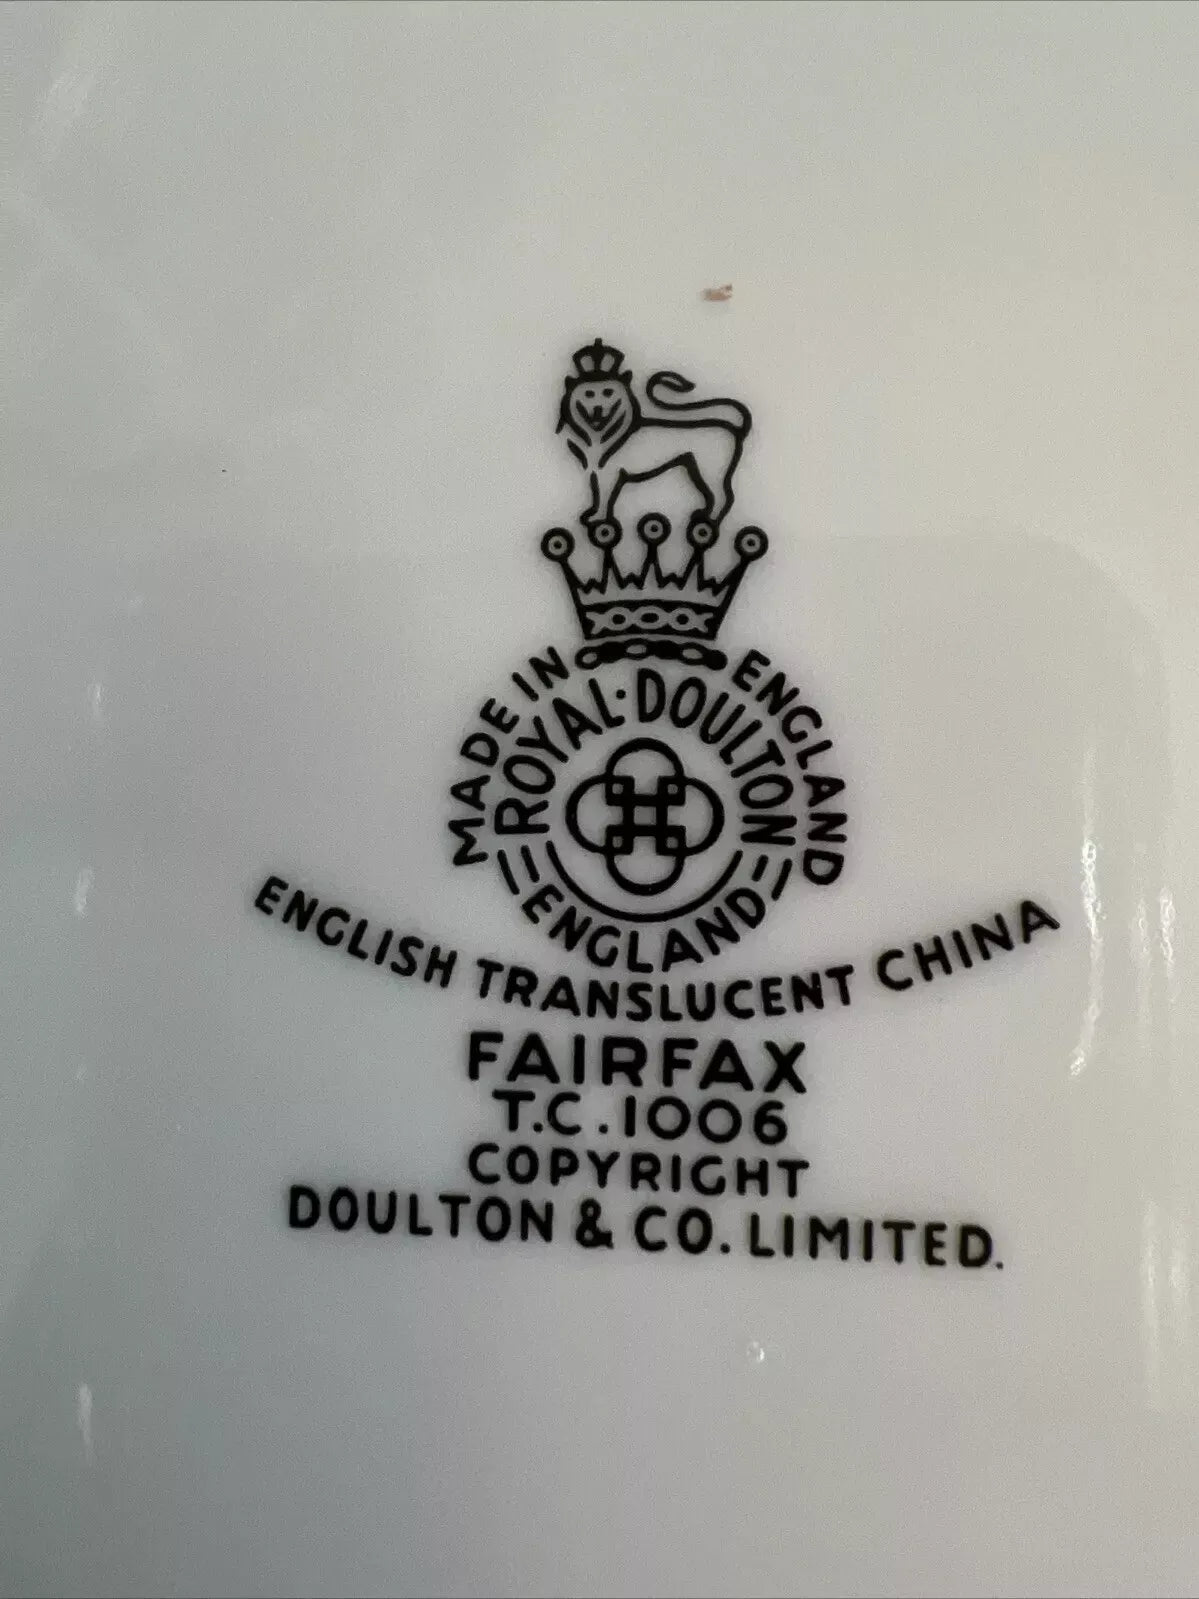 MADE IN ENGLAND
ROYAL·DOULTON
ENGLAND
ENGLISH TRANSLUCENT CHINA
FAIRFAX
T.C.1006
COPYRIGHT
DOULTON & CO. LIMITED.